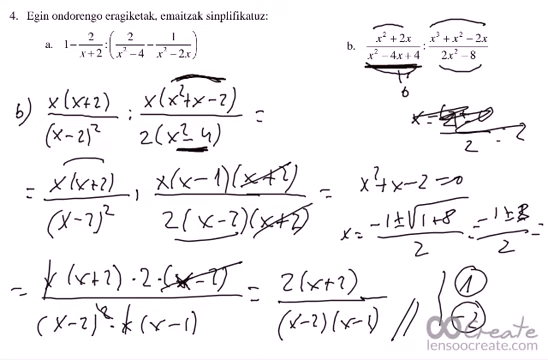 4. Egin ondorengo eragiketak, emaitzak sinplifikatuz:
a. 1 - 2/(x+2) : (2/(x²-4) - 1/(x³-2x))
b. (x²+2x)/(x²-4x+4) : (x³+x²-2x)/(2x²-8)
b) x(x+2)/(x-2)² : x(x²+x-2)/(2(x²-4)) =
= x(x+2)/(x-2)² : x(x-1)(x+2)/(2(x-2)(x+2)) =
x²+x-2=0
x = (-1±√(1+8))/2 = (-1±3)/2 =
1
-2
= x(x+2)·2·(x-2)/((x-2)²·x(x-1)) = 2(x+2)/((x-2)(x-1)) //
create
lensoocreate.com